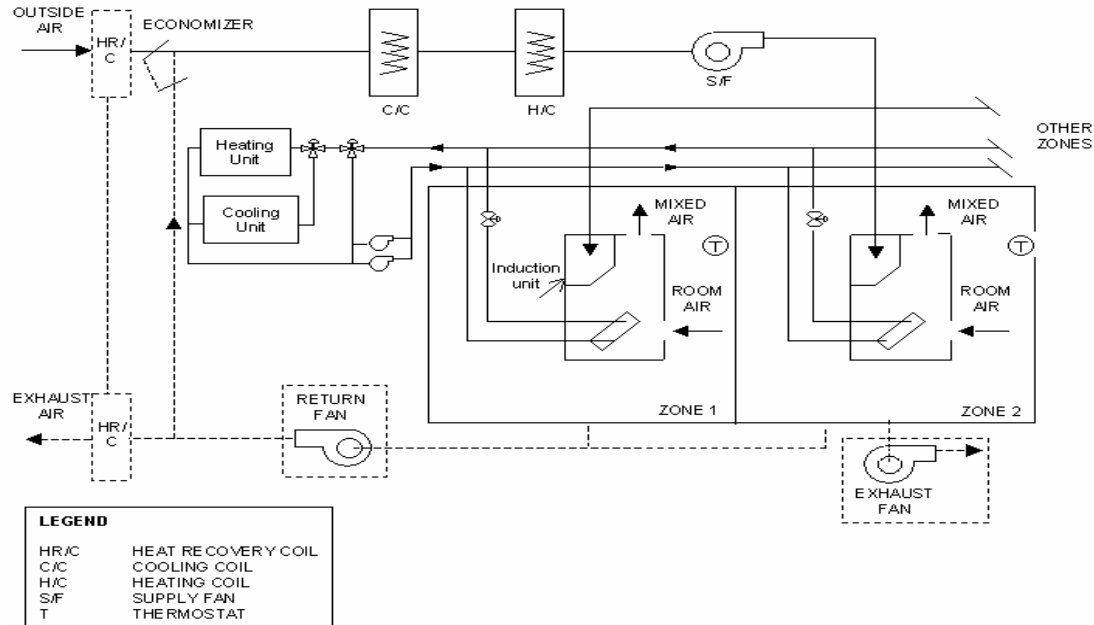 OUTSIDE
AIR
HR/
C
ECONOMIZER
C/C
H/C
S/F
OTHER
ZONES
Heating
Unit
Cooling
Unit
MIXED
AIR
T
Induction
unit
ROOM
AIR
ZONE 1
MIXED
AIR
T
ROOM
AIR
ZONE 2
EXHAUST
AIR
HR/
C
RETURN
FAN
EXHAUST
FAN
LEGEND
HR/C HEAT RECOVERY COIL
C/C COOLING COIL
H/C HEATING COIL
S/F SUPPLY FAN
T THERMOSTAT